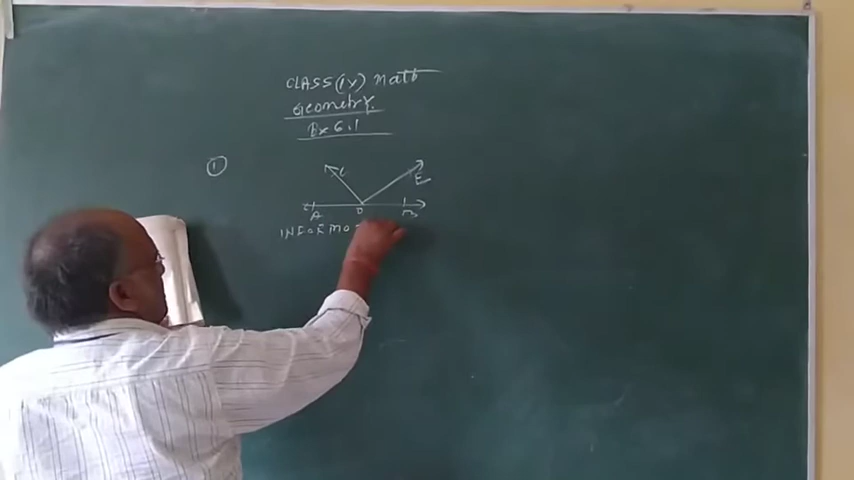 CLASS (IX) Math
Geometry.
Ex 6.1
1
C E
A O B
INFORMO